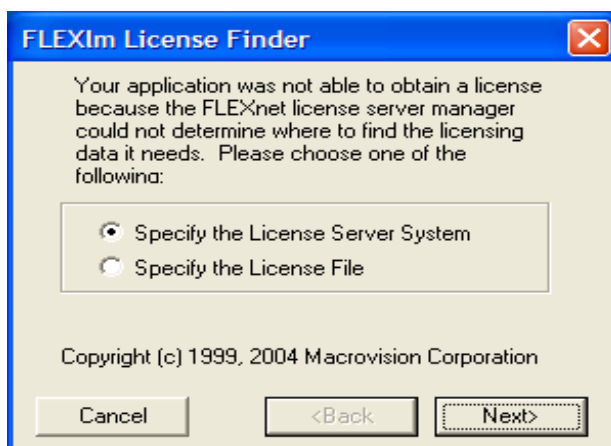 FLEXlm License Finder
Your application was not able to obtain a license
because the FLEXnet license server manager
could not determine where to find the licensing
data it needs.  Please choose one of the
following:
Specify the License Server System
Specify the License File
Copyright (c) 1999, 2004 Macrovision Corporation
Cancel
<Back
Next>